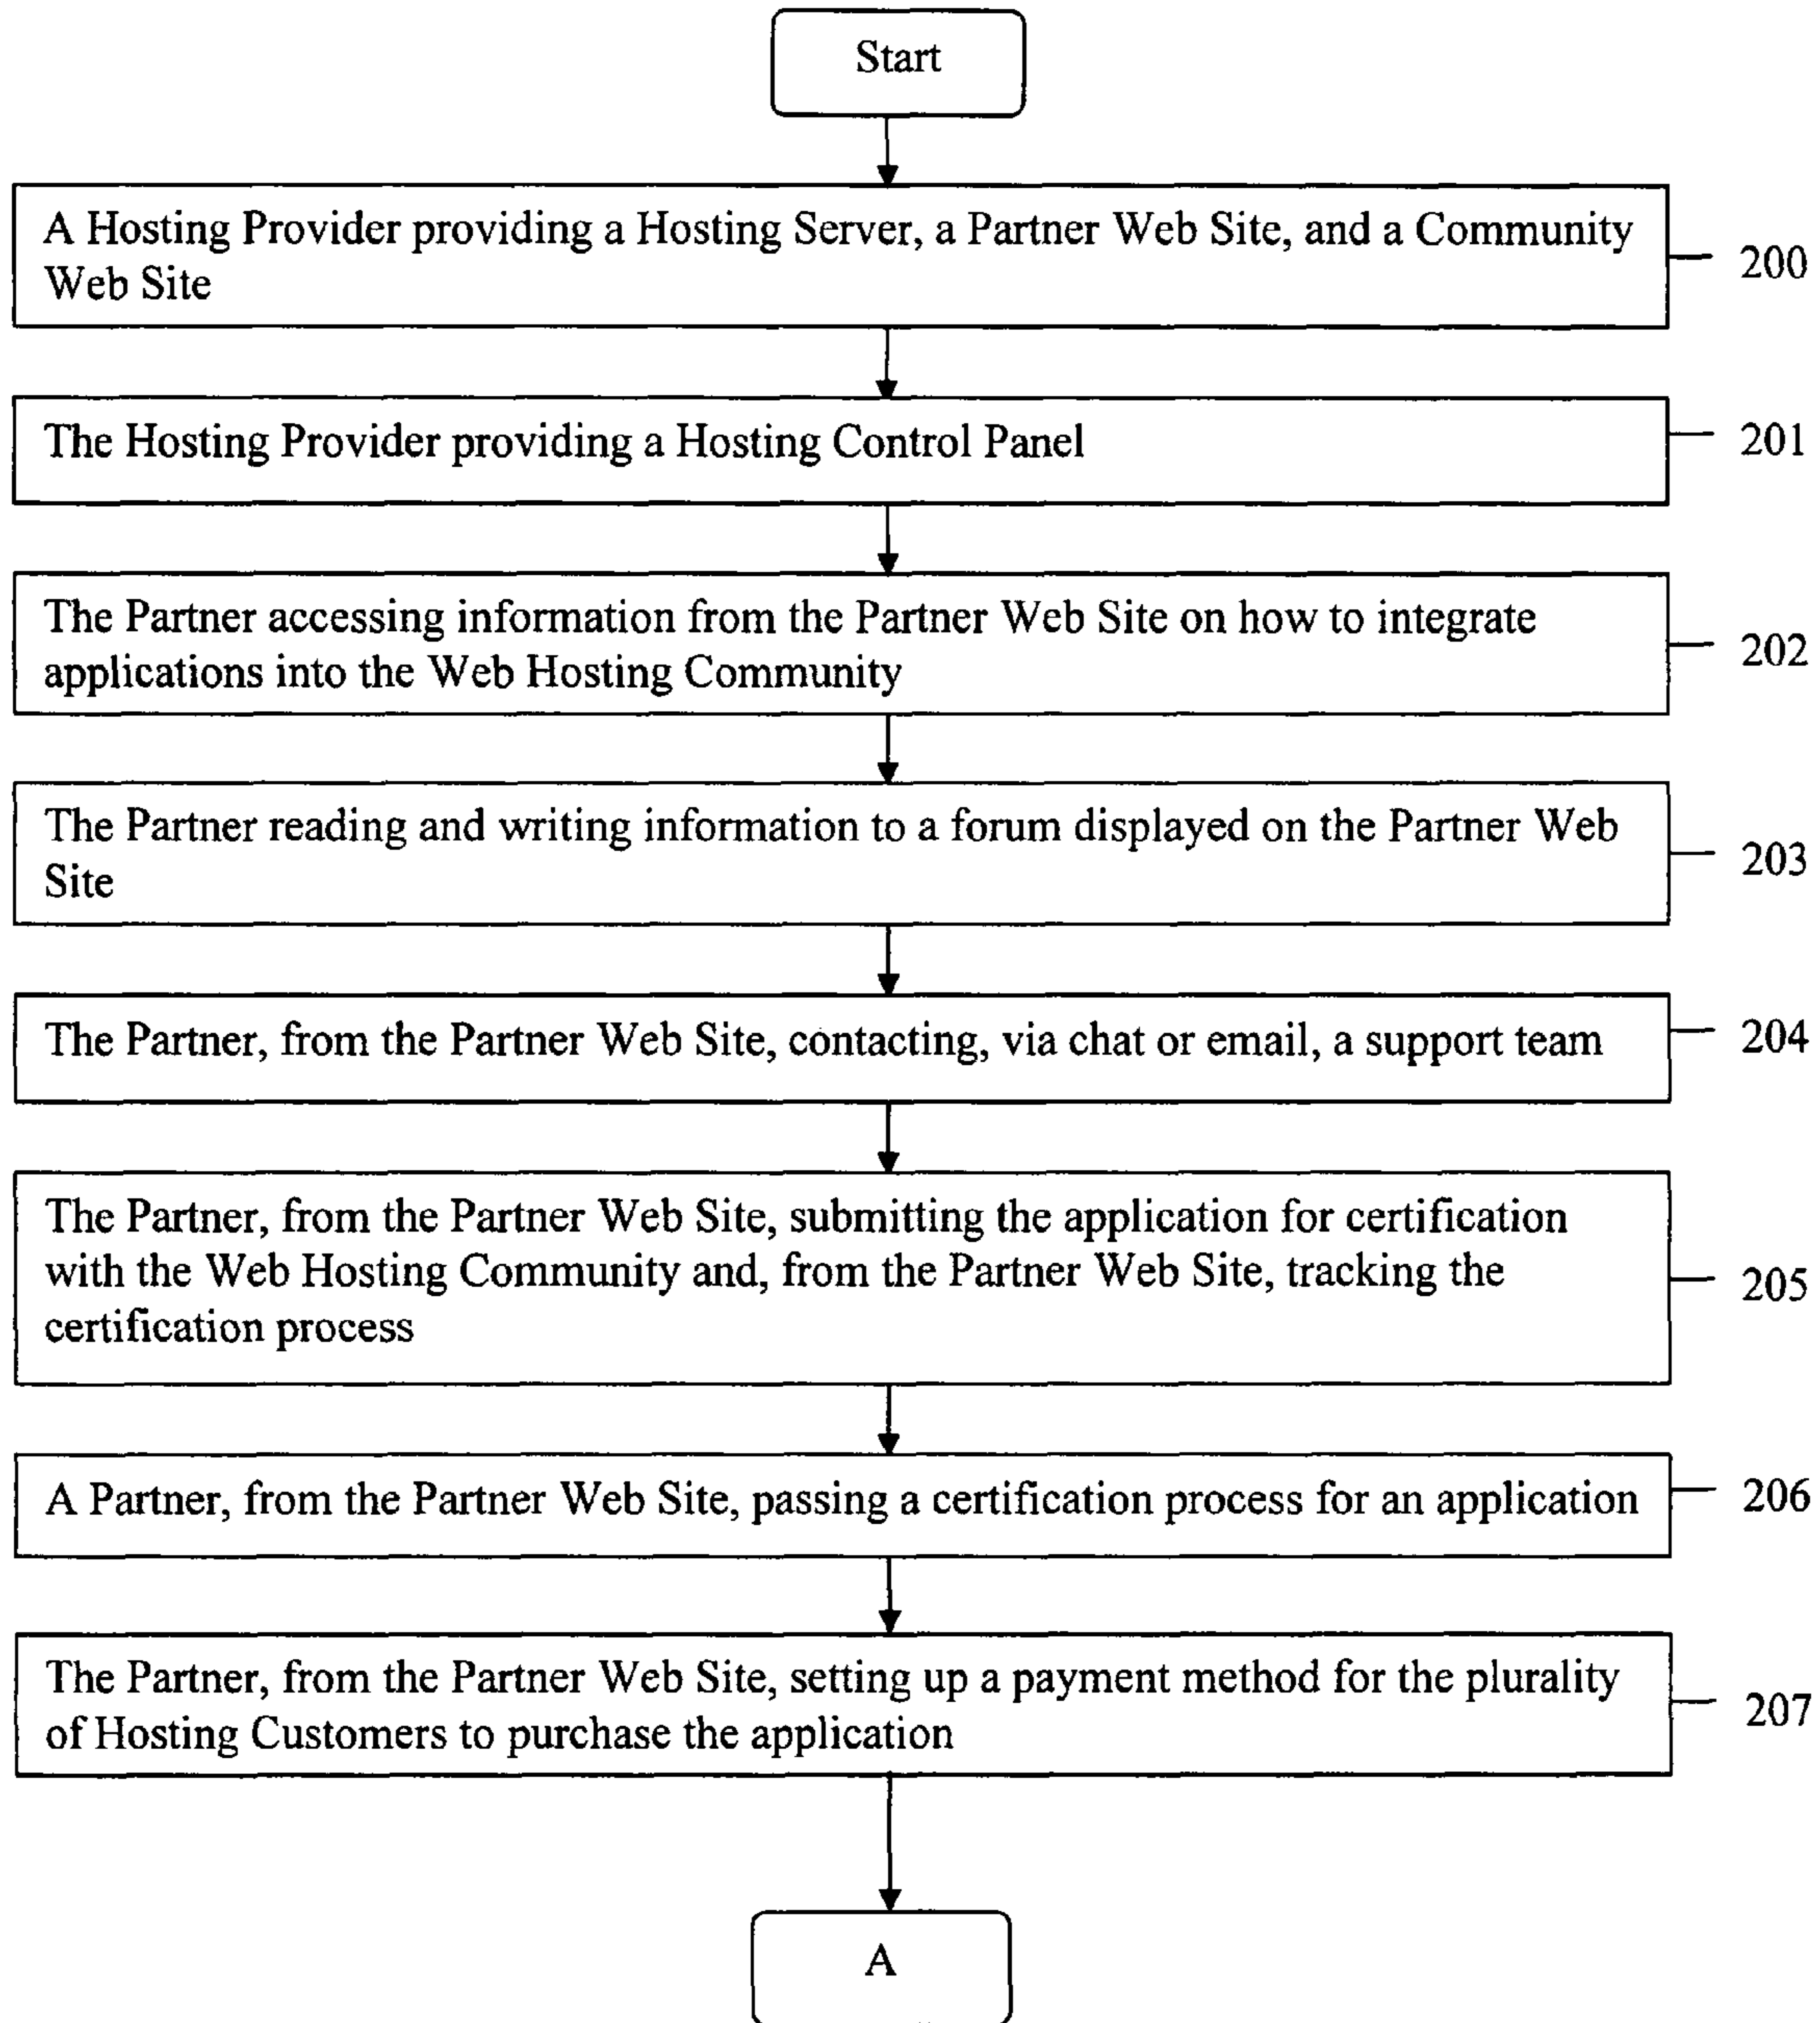 Start
A Hosting Provider providing a Hosting Server, a Partner Web Site, and a Community
Web Site
200
The Hosting Provider providing a Hosting Control Panel
201
The Partner accessing information from the Partner Web Site on how to integrate
applications into the Web Hosting Community
202
The Partner reading and writing information to a forum displayed on the Partner Web
Site
203
The Partner, from the Partner Web Site, contacting, via chat or email, a support team
204
The Partner, from the Partner Web Site, submitting the application for certification
with the Web Hosting Community and, from the Partner Web Site, tracking the
certification process
205
A Partner, from the Partner Web Site, passing a certification process for an application
206
The Partner, from the Partner Web Site, setting up a payment method for the plurality
of Hosting Customers to purchase the application
207
A